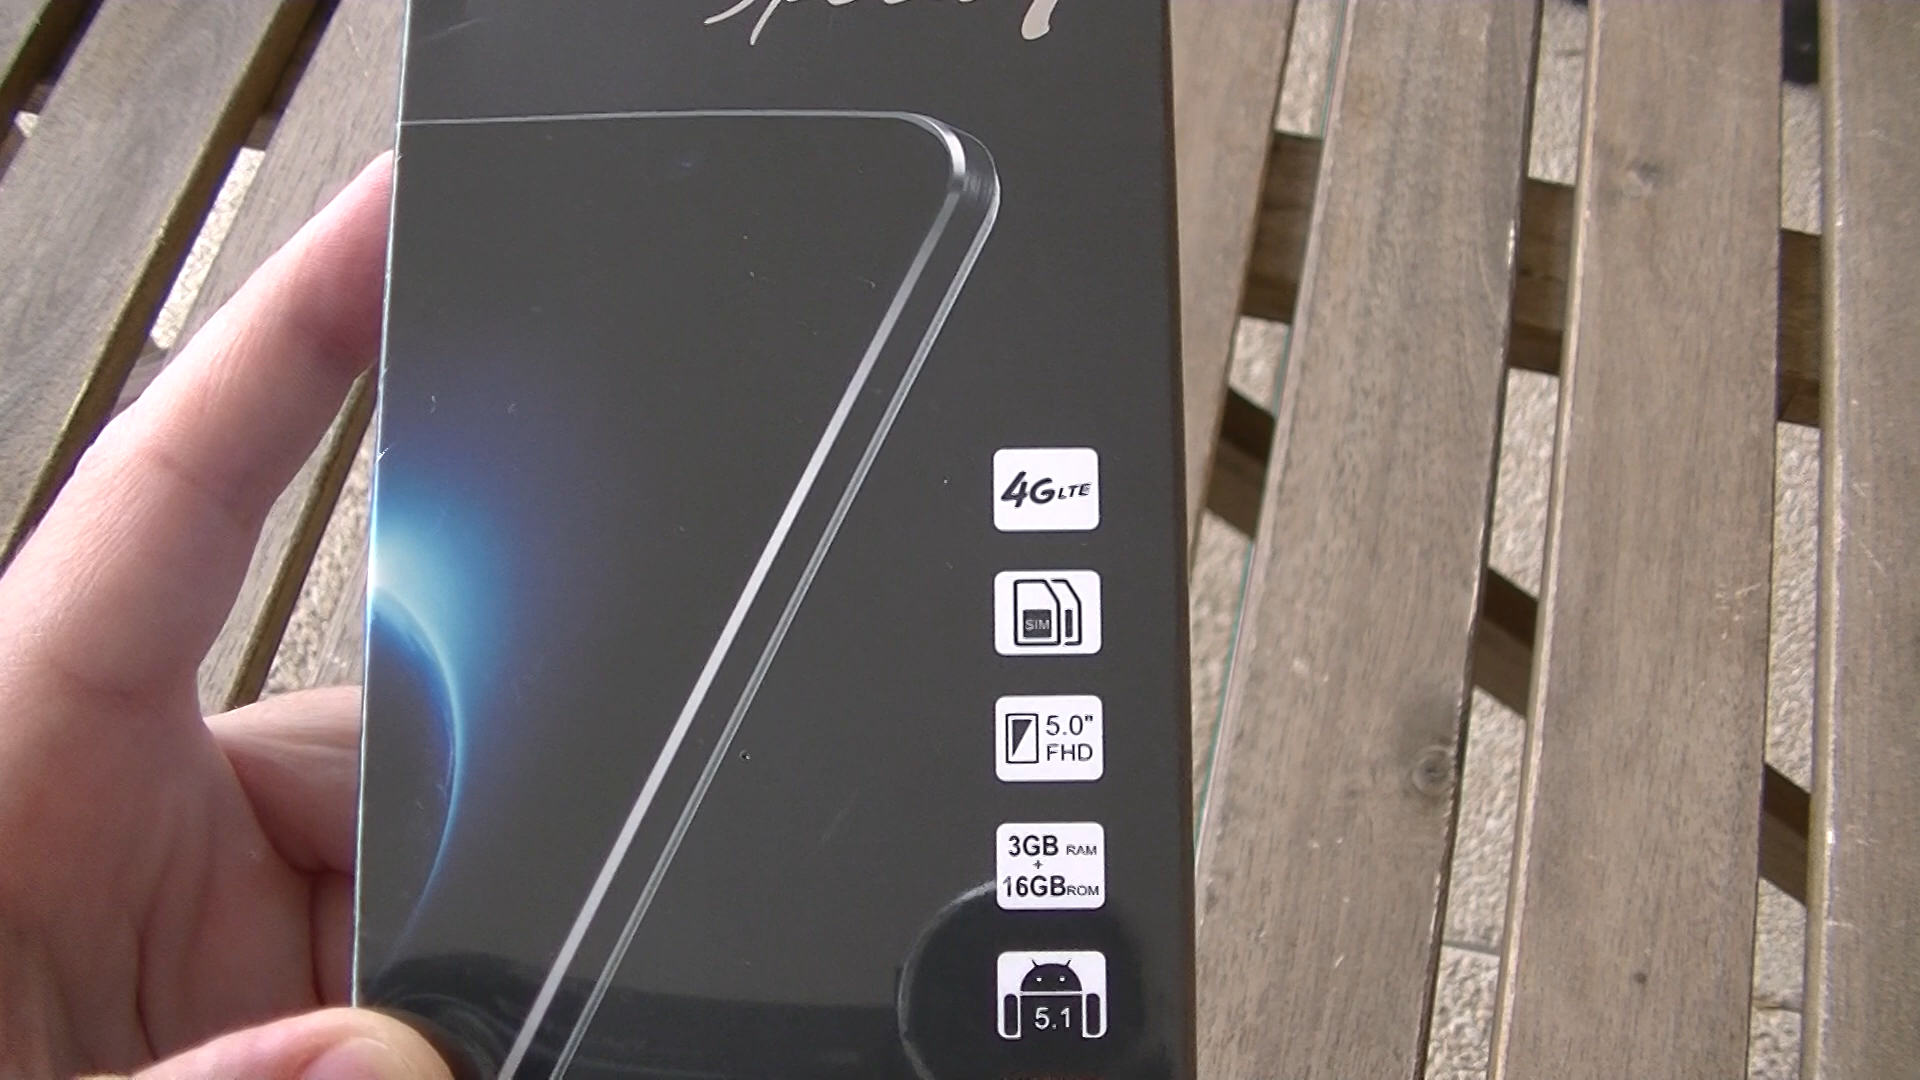 4G LTE
SIM
5.0"
FHD
3GB RAM
+
16GB ROM
5.1